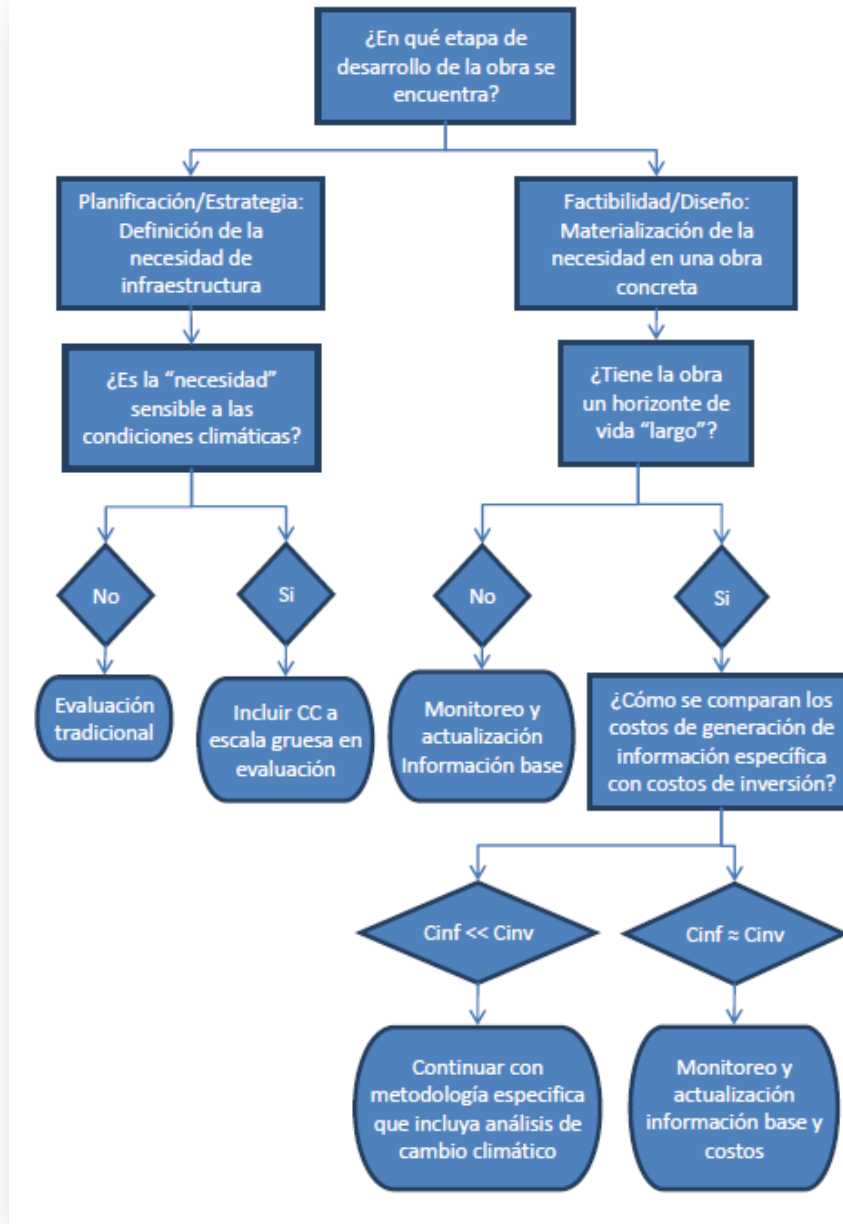 ¿En qué etapa de
desarrollo de la obra se
encuentra?
Planificación/Estrategia:
Definición de la
necesidad de
infraestructura
Factibilidad/Diseño:
Materialización de la
necesidad en una obra
concreta
¿Es la “necesidad”
sensible a las
condiciones climáticas?
¿Tiene la obra
un horizonte de
vida “largo”?
No
Si
No
Si
Evaluación
tradicional
Incluir CC a
escala gruesa en
evaluación
Monitoreo y
actualización
Información base
¿Cómo se comparan los
costos de generación de
información específica
con costos de inversión?
Cinf << Cinv
Cinf ≈ Cinv
Continuar con
metodología especifica
que incluya análisis de
cambio climático
Monitoreo y
actualización
información base y
costos